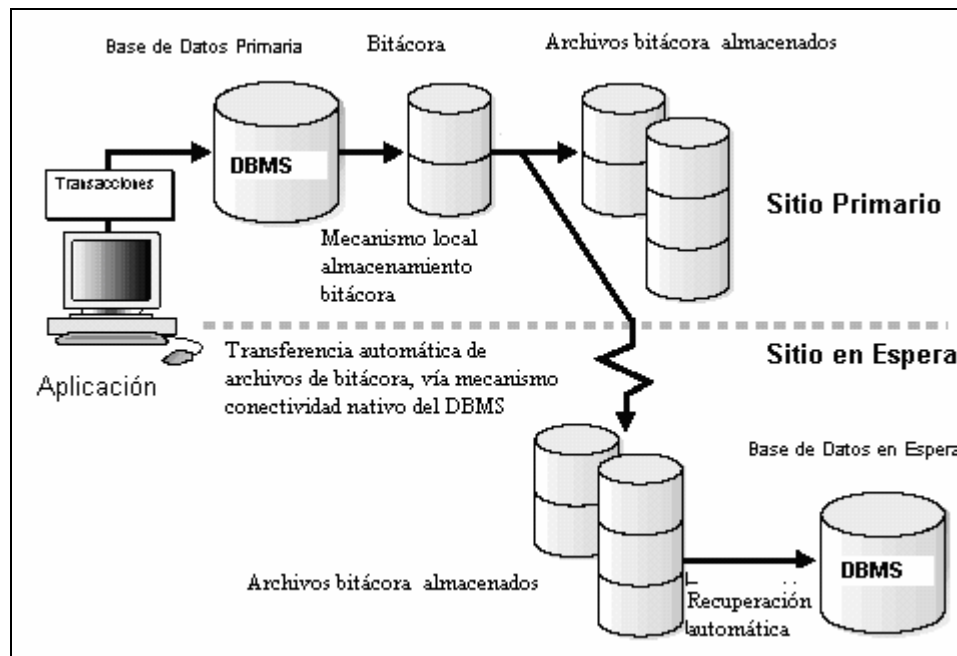 Base de Datos Primaria
Bitácora
Archivos bitácora almacenados
Transacciones
DBMS
Sitio Primario
Mecanismo local
almacenamiento
bitácora
Aplicación
Transferencia automática de
archivos de bitácora, vía mecanismo
conectividad nativo del DBMS
Sitio en Espera
Base de Datos en Espera
Archivos bitácora almacenados
DBMS
Recuperación
automática